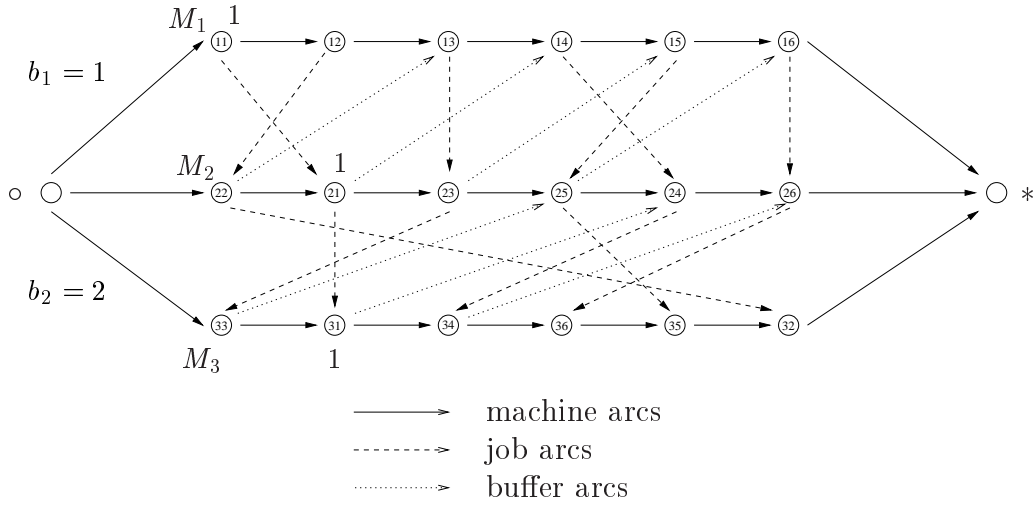 M₁ 1
11 12 13 14 15 16
b₁ = 1
M₂ 1
∘ 22 21 23 25 24 26 *
b₂ = 2
33 31 34 36 35 32
M₃ 1
machine arcs
job arcs
buffer arcs